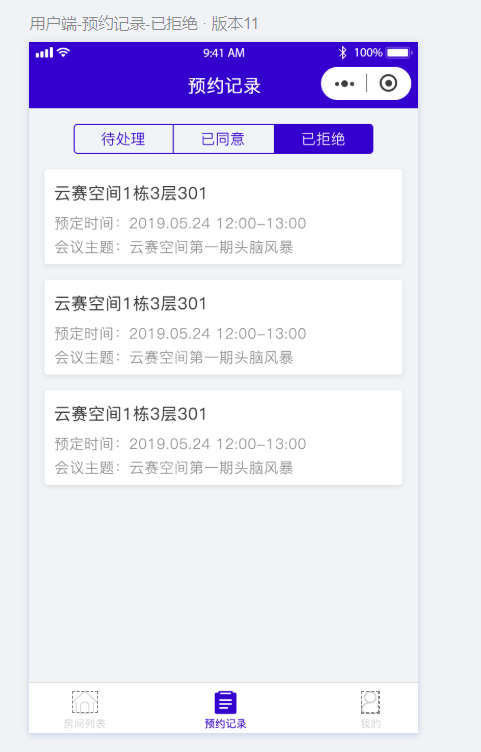 用户端-预约记录-已拒绝 · 版本11
9:41 AM 100%
预约记录
待处理 已同意 已拒绝
云赛空间1栋3层301
预定时间：2019.05.24 12:00-13:00
会议主题：云赛空间第一期头脑风暴
云赛空间1栋3层301
预定时间：2019.05.24 12:00-13:00
会议主题：云赛空间第一期头脑风暴
云赛空间1栋3层301
预定时间：2019.05.24 12:00-13:00
会议主题：云赛空间第一期头脑风暴
房间列表 预约记录 我的